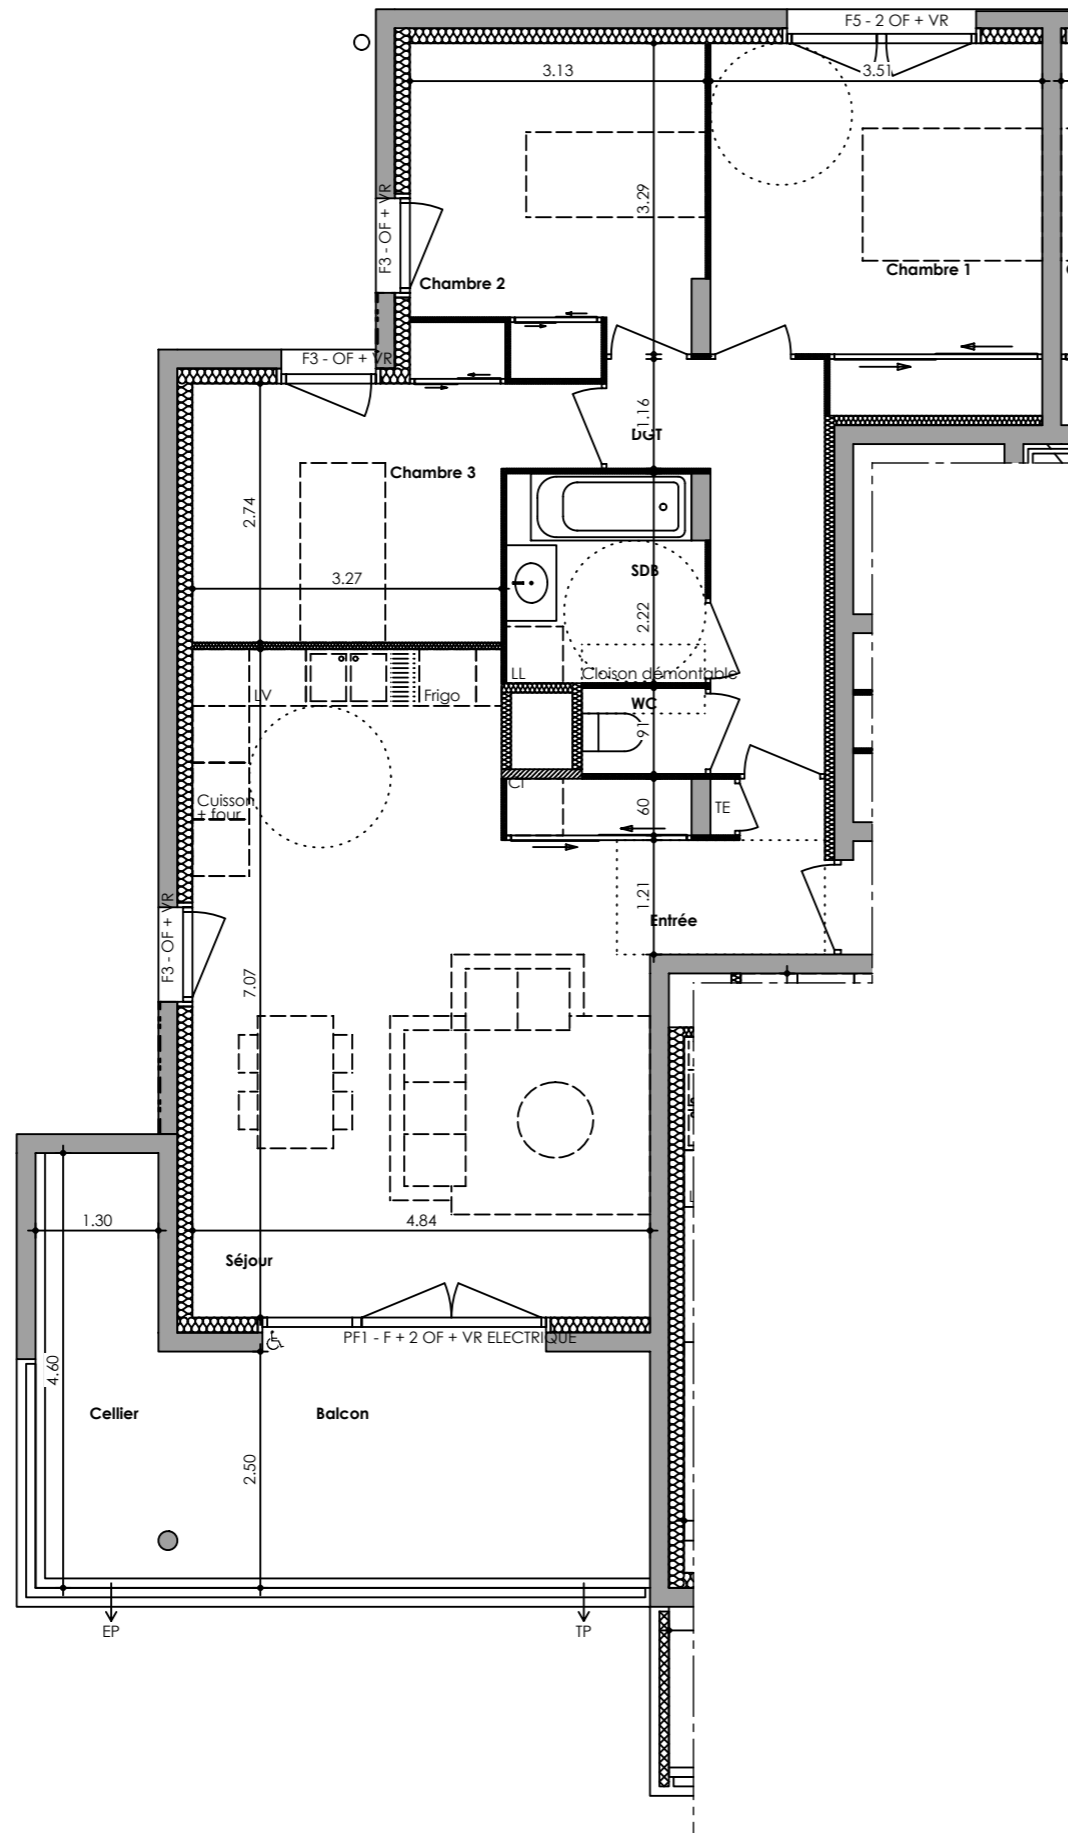 F5 - 2 OF + VR
3.13
3.51
3.29
F3 - OF + VR
Chambre 1
Chambre 2
F3 - OF + VR
1.16
DGT
Chambre 3
2.74
3.27
SDB
2.22
LL
Cloison démontable
LV
Frigo
WC
91
CI
Cuisson
+ four
60
TE
1.21
Entrée
F3 - OF + VR
7.07
1.30
4.84
Séjour
PF1 - F + 2 OF + VR ELECTRIQUE
4.60
Cellier
Balcon
2.50
EP
TP